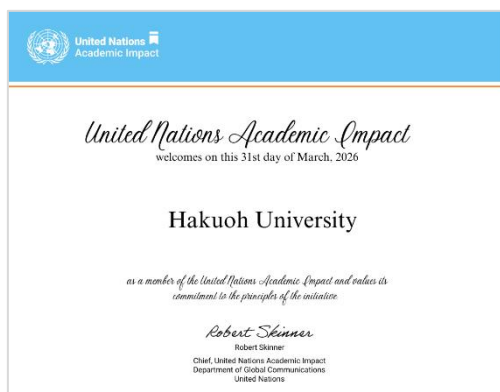 United Nations
Academic Impact
United Nations Academic Impact
welcomes on this 31st day of March, 2026
Hakuoh University
as a member of the United Nations Academic Impact and values its
commitment to the principles of the initiative
Robert Skinner
Robert Skinner
Chief, United Nations Academic Impact
Department of Global Communications
United Nations